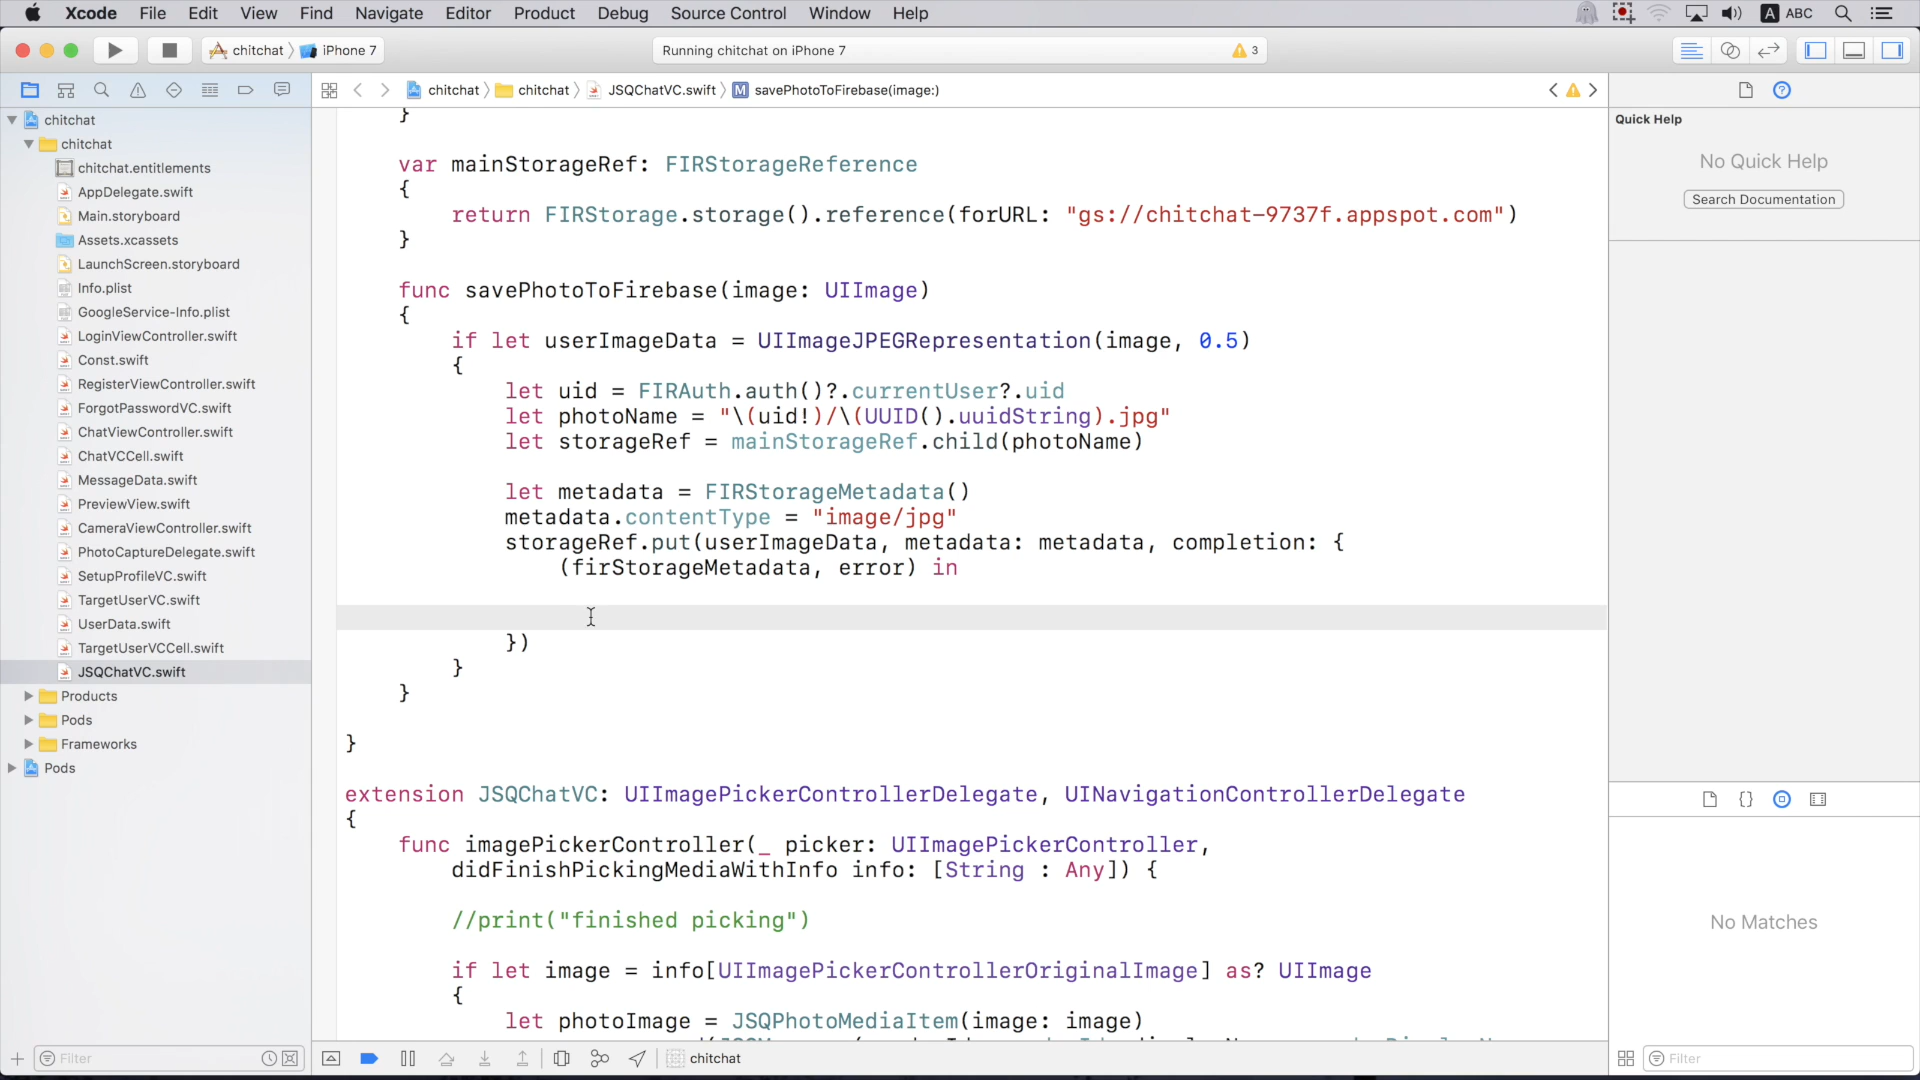 Xcode File Edit View Find Navigate Editor Product Debug Source Control Window Help A ABC
chitchat iPhone 7 Running chitchat on iPhone 7 3
chitchat chitchat JSQChatVC.swift M savePhotoToFirebase(image:)
chitchat
chitchat
chitchat.entitlements
AppDelegate.swift
Main.storyboard
Assets.xcassets
LaunchScreen.storyboard
Info.plist
GoogleService-Info.plist
LoginViewController.swift
Const.swift
RegisterViewController.swift
ForgotPasswordVC.swift
ChatViewController.swift
ChatVCCell.swift
MessageData.swift
PreviewView.swift
CameraViewController.swift
PhotoCaptureDelegate.swift
SetupProfileVC.swift
TargetUserVC.swift
UserData.swift
TargetUserVCCell.swift
JSQChatVC.swift
Products
Pods
Frameworks
Pods
Filter
}
var mainStorageRef: FIRStorageReference
{
return FIRStorage.storage().reference(forURL: "gs://chitchat-9737f.appspot.com")
}
func savePhotoToFirebase(image: UIImage)
{
if let userImageData = UIImageJPEGRepresentation(image, 0.5)
{
let uid = FIRAuth.auth()?.currentUser?.uid
let photoName = "\(uid!)/\(UUID().uuidString).jpg"
let storageRef = mainStorageRef.child(photoName)
let metadata = FIRStorageMetadata()
metadata.contentType = "image/jpg"
storageRef.put(userImageData, metadata: metadata, completion: {
(firStorageMetadata, error) in
})
}
}
}
extension JSQChatVC: UIImagePickerControllerDelegate, UINavigationControllerDelegate
{
func imagePickerController(_ picker: UIImagePickerController,
didFinishPickingMediaWithInfo info: [String : Any]) {
//print("finished picking")
if let image = info[UIImagePickerControllerOriginalImage] as? UIImage
{
let photoImage = JSQPhotoMediaItem(image: image)
chitchat
Quick Help
No Quick Help
Search Documentation
{}
No Matches
Filter